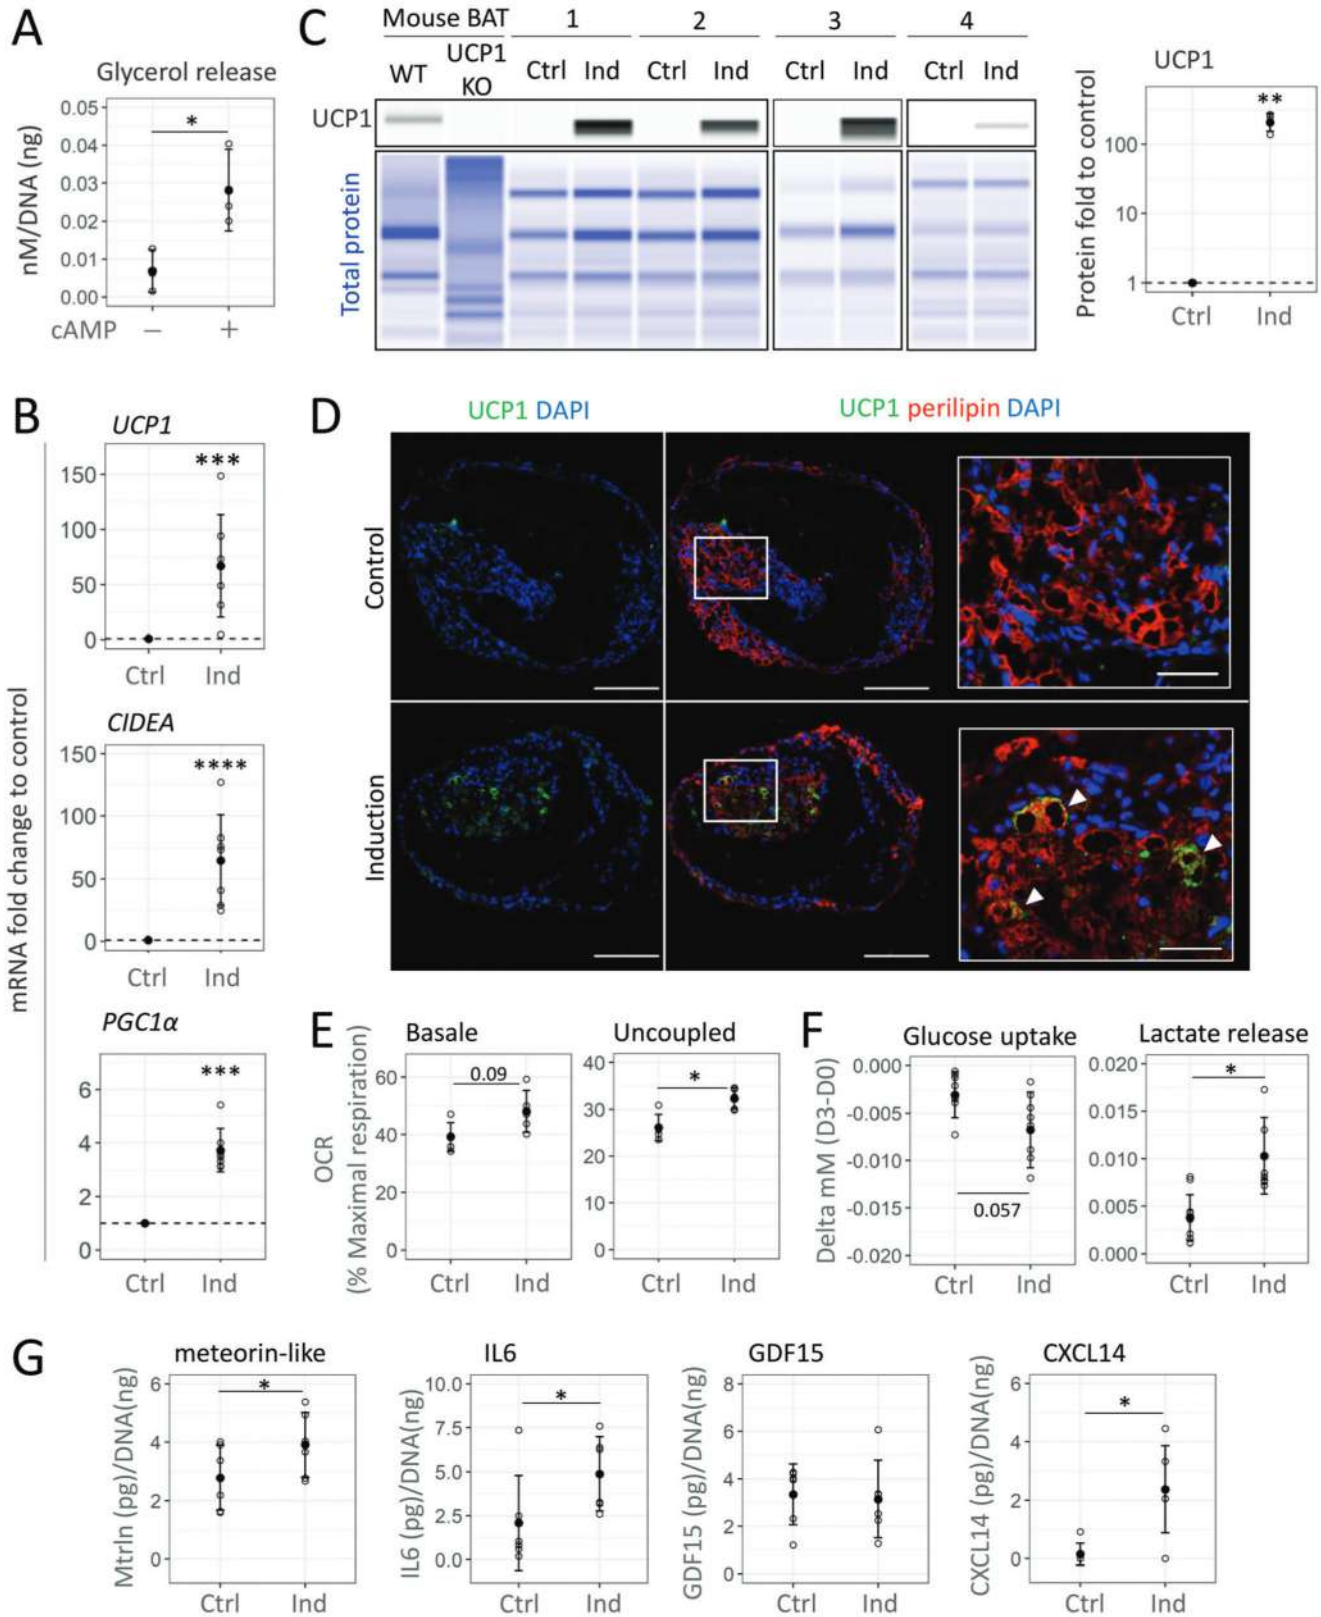 A
Glycerol release
nM/DNA (ng)
0.05
0.04
0.03
0.02
0.01
0.00
*
cAMP − +
C
Mouse BAT 1 2 3 4
WT UCP1 KO Ctrl Ind Ctrl Ind Ctrl Ind Ctrl Ind
UCP1
Total protein
UCP1
Protein fold to control
100
10
1
**
Ctrl Ind
B
mRNA fold change to control
UCP1
150
100
50
0
***
Ctrl Ind
CIDEA
150
100
50
0
****
Ctrl Ind
PGC1α
6
4
2
0
***
Ctrl Ind
D
UCP1 DAPI
UCP1 perilipin DAPI
Control
Induction
E
OCR
(% Maximal respiration)
Basale
60
40
20
0
0.09
Ctrl Ind
Uncoupled
40
30
20
10
0
*
Ctrl Ind
F
Delta mM (D3-D0)
Glucose uptake
0.000
-0.005
-0.010
-0.015
-0.020
0.057
Ctrl Ind
Lactate release
0.020
0.015
0.010
0.005
0.000
*
Ctrl Ind
G
meteorin-like
Mtrln (pg)/DNA(ng)
6
4
2
0
*
Ctrl Ind
IL6
IL6 (pg)/DNA(ng)
10.0
7.5
5.0
2.5
0.0
*
Ctrl Ind
GDF15
GDF15 (pg)/DNA(ng)
8
6
4
2
0
Ctrl Ind
CXCL14
CXCL14 (pg)/DNA(ng)
6
4
2
0
*
Ctrl Ind